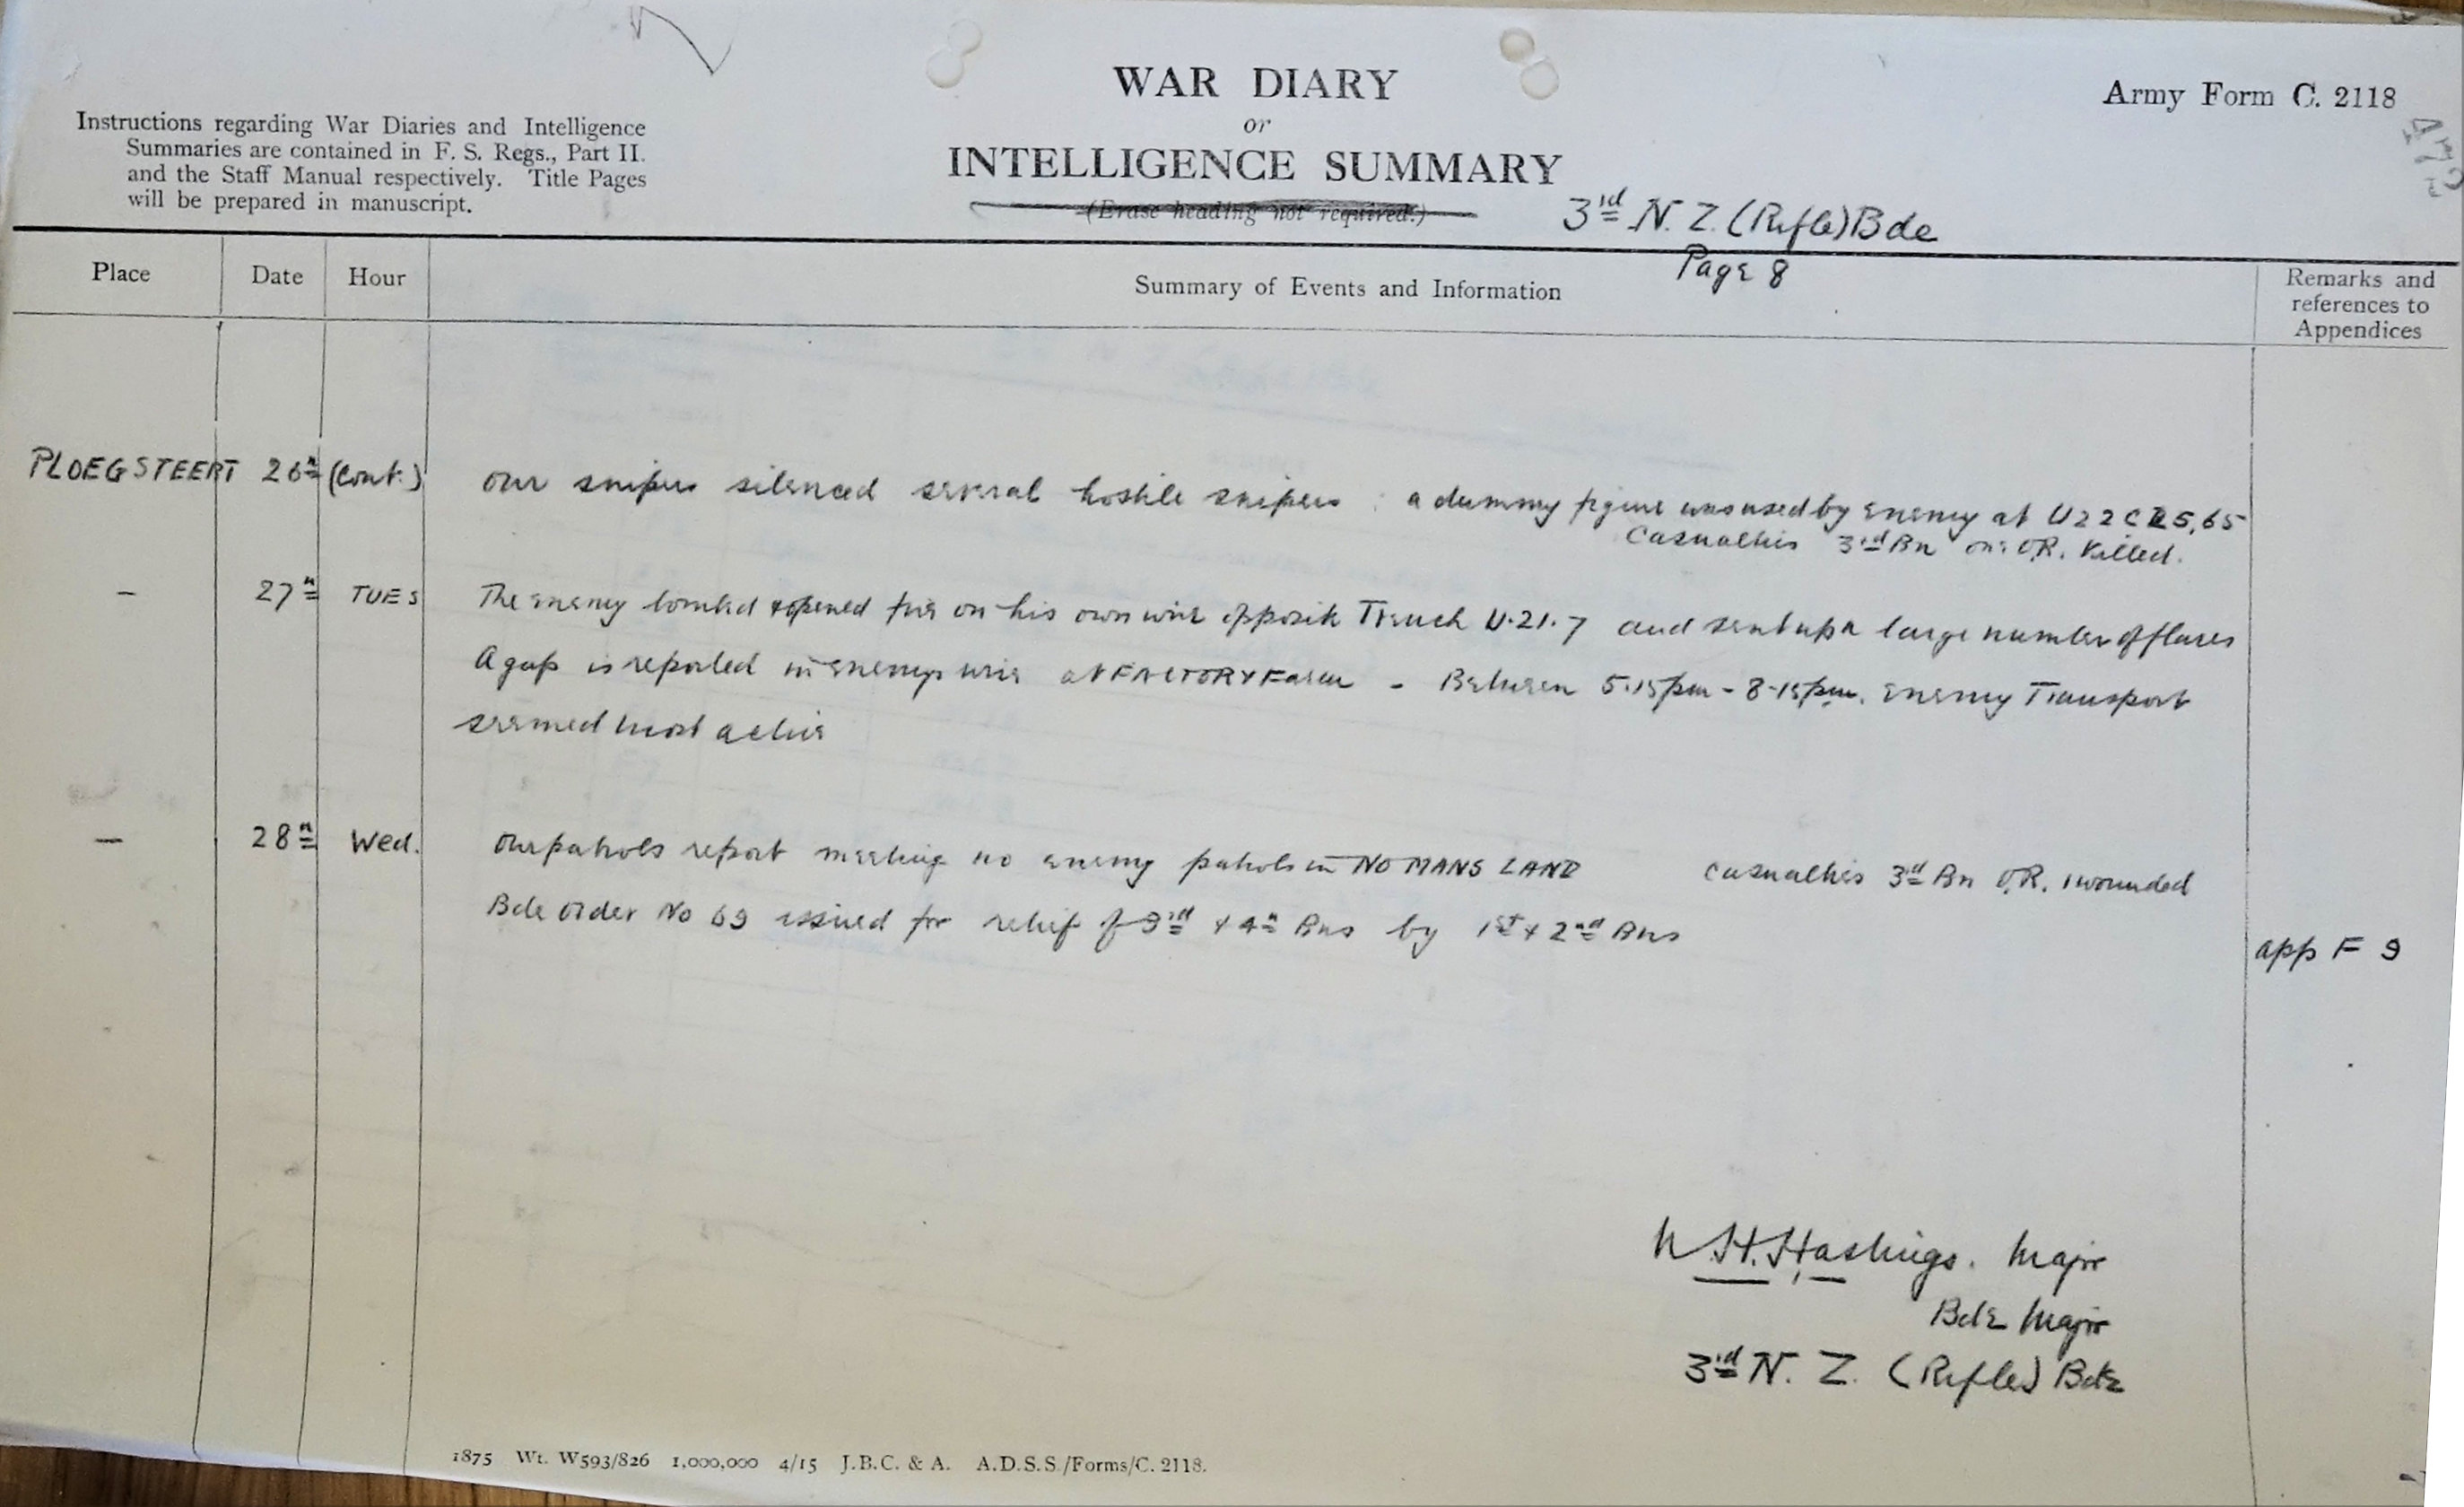 WAR DIARY
or
INTELLIGENCE SUMMARY
(Erase heading not required.)
Army Form C. 2118
Instructions regarding War Diaries and Intelligence
Summaries are contained in F. S. Regs., Part II.
and the Staff Manual respectively. Title Pages
will be prepared in manuscript.
3rd N. Z. (Rifle) Bde
Page 8
Place Date Hour Summary of Events and Information Remarks and references to Appendices
PLOEGSTEERT 26th (Cont.) Our snipers silenced several hostile snipers : a dummy figure was used by enemy at U22C
Casualties 3rd Bn one O.R. killed.
— 27th TUES The enemy bombed & opened fire on his own wire opposite Trench U.21.7 and sent up a large number of flares
A gap is reported in enemys wire at FACTORY Farm - Between 5.15pm - 8-15pm. enemy Transport
seemed most active
— 28th Wed. Our patrols report meeting no enemy patrols in NO MANS LAND Casualties 3rd Bn O.R. 1 wounded
Bde Order No 69 issued for relief of 3rd & 4th Bns by 1st & 2nd Bns
app F 9
N.H.Hastings. Major
Bde Major
3rd N. Z. (Rifle) Bde
1875 Wt. W593/826 1,000,000 4/15 J.B.C. & A. A.D.S.S./Forms/C. 2118.